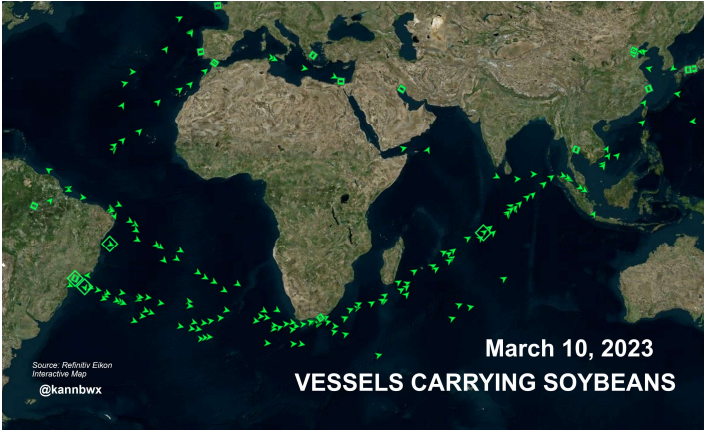 March 10, 2023
VESSELS CARRYING SOYBEANS
Source: Refinitiv Eikon
Interactive Map
@kannbwx